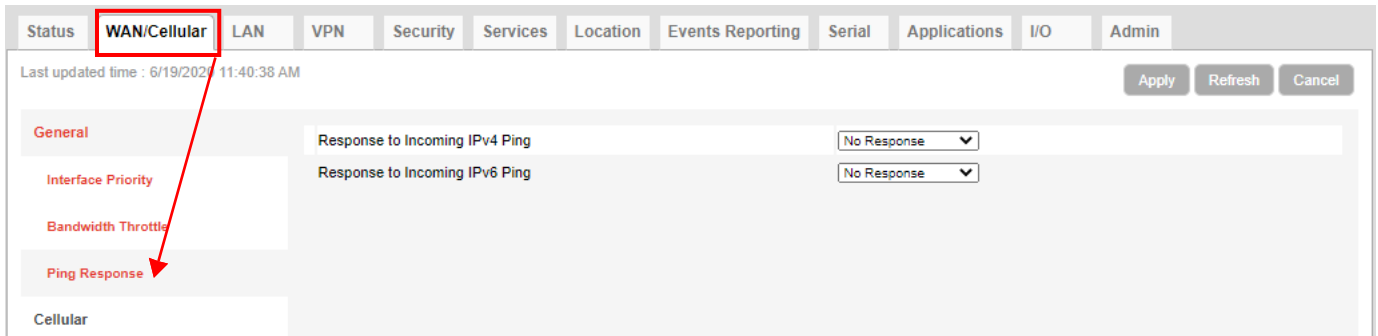 Status WAN/Cellular LAN VPN Security Services Location Events Reporting Serial Applications I/O Admin
Last updated time : 6/19/2020 11:40:38 AM
Apply Refresh Cancel
General
Response to Incoming IPv4 Ping No Response
Response to Incoming IPv6 Ping No Response
Interface Priority
Bandwidth Throttle
Ping Response
Cellular